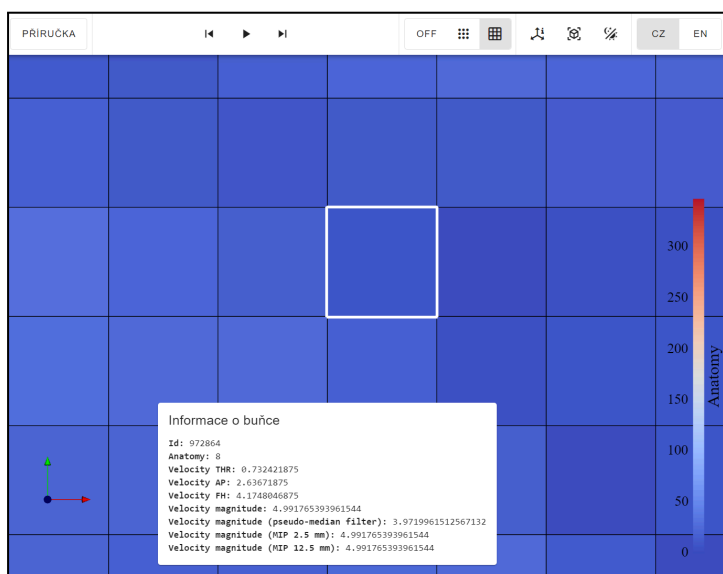 PŘÍRUČKA
OFF
CZ
EN
300
250
200
150
100
50
0
Anatomy
Informace o buňce
Id: 972864
Anatomy: 8
Velocity THR: 0.732421875
Velocity AP: 2.63671875
Velocity FH: 4.1748046875
Velocity magnitude: 4.991765393961544
Velocity magnitude (pseudo-median filter): 3.9719961512567132
Velocity magnitude (MIP 2.5 mm): 4.991765393961544
Velocity magnitude (MIP 12.5 mm): 4.991765393961544